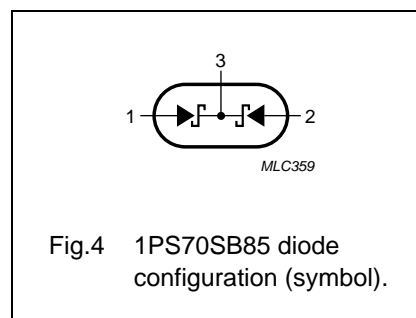 3
1
2
MLC359
Fig.4 1PS70SB85 diode
configuration (symbol).